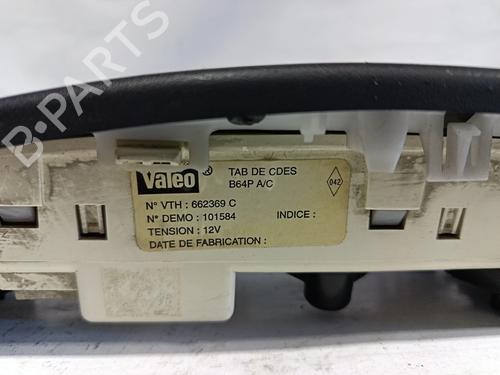 B-PARTS
Valeo®
TAB DE CDES
B64P A/C
042
N° VTH : 662369 C
N° DEMO : 101584 INDICE :
TENSION : 12V
DATE DE FABRICATION :